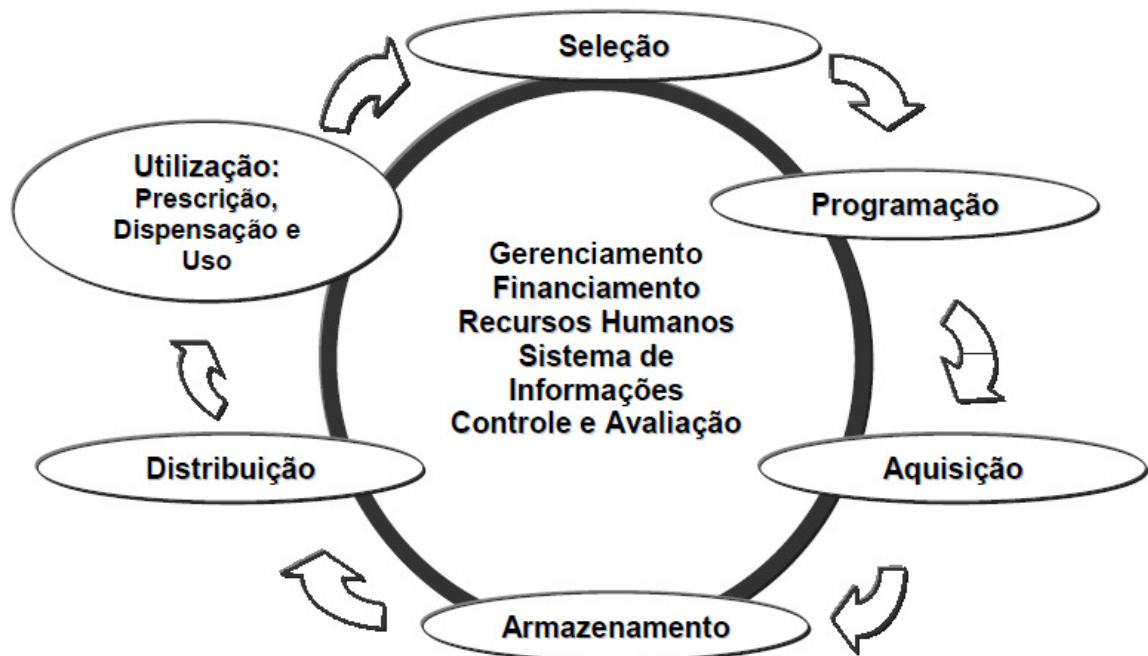 Seleção
Programação
Aquisição
Armazenamento
Distribuição
Utilização:
Prescrição,
Dispensação e
Uso
Gerenciamento
Financiamento
Recursos Humanos
Sistema de
Informações
Controle e Avaliação